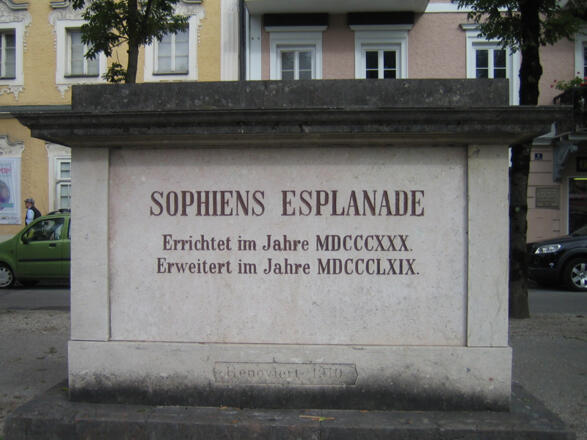 SOPHIENS ESPLANADE
Errichtet im Jahre MDCCCXXX.
Erweitert im Jahre MDCCCLXIX.
Renoviert 1910